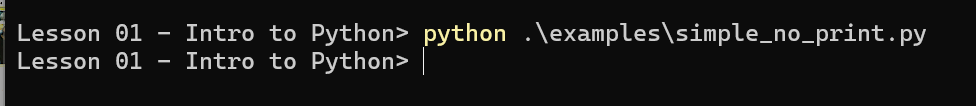 Lesson 01 - Intro to Python> python .\examples\simple_no_print.py
Lesson 01 - Intro to Python>